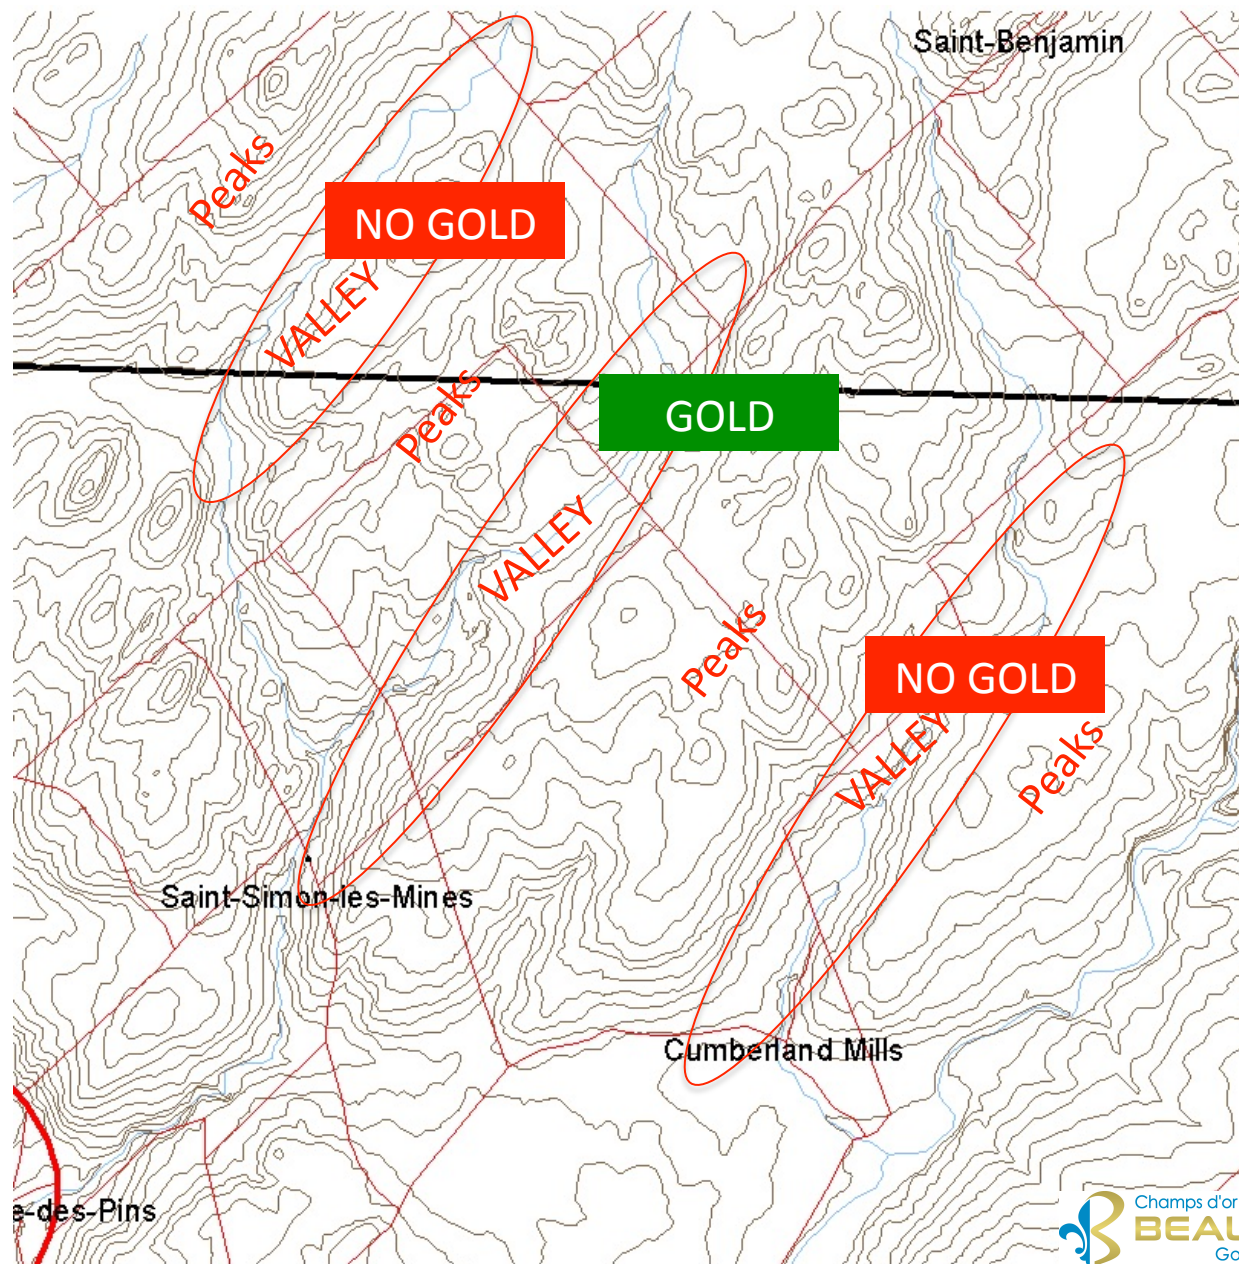 Saint-Benjamin
Peaks
NO GOLD
VALLEY
Peaks
GOLD
VALLEY
Peaks
NO GOLD
VALLEY
Peaks
Saint-Simon-les-Mines
Cumberland Mills
e-des-Pins
Champs d'or
BEAU
Go